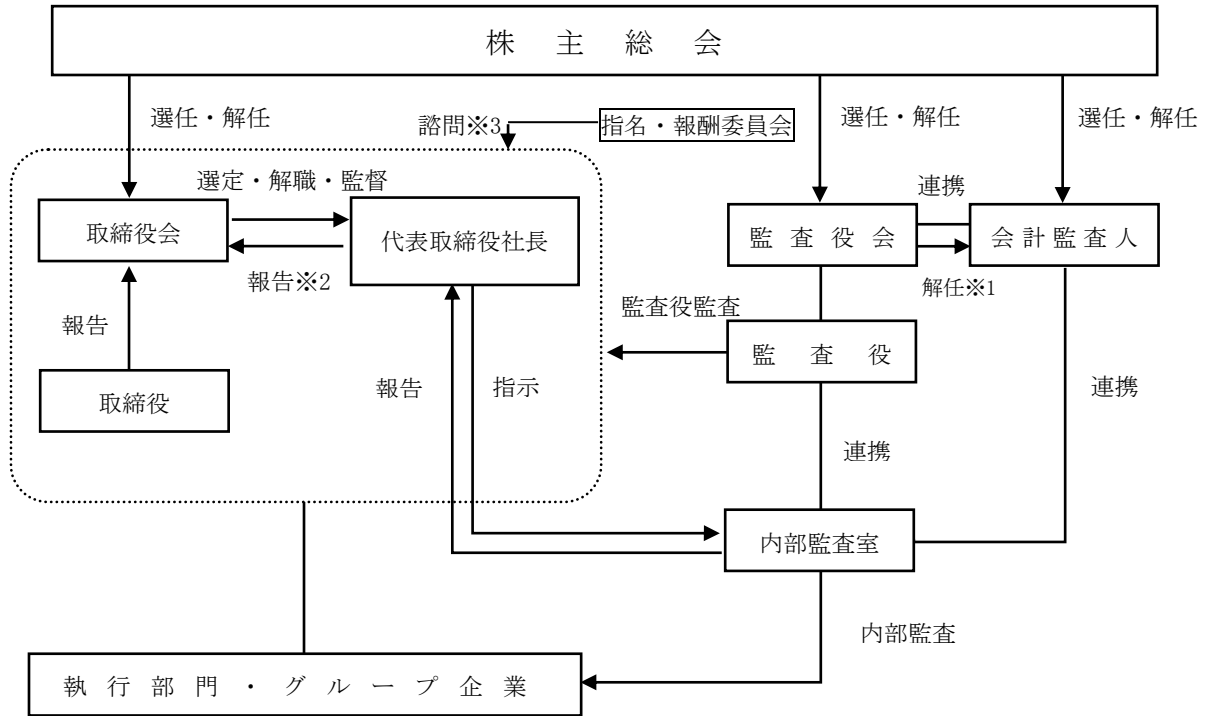 株 主 総 会
選任・解任
諮問※3
指名・報酬委員会
選任・解任
選任・解任
選定・解職・監督
連携
取締役会
代表取締役社長
監 査 役 会
会 計 監 査 人
報告※2
解任※1
報告
監査役監査
監 査 役
取締役
報告
指示
連携
連携
内部監査室
内部監査
執 行 部 門 ・ グ ル ー プ 企 業